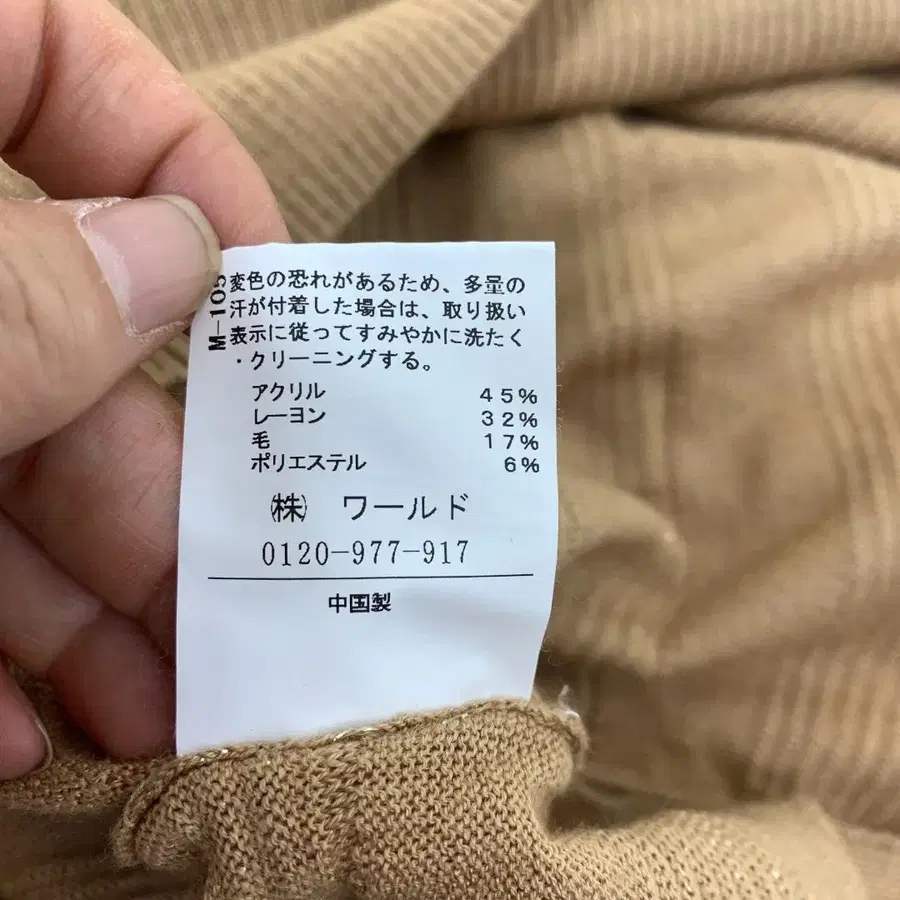 変色の恐れがあるため、多量の
汗が付着した場合は、取り扱い
表示に従ってすみやかに洗たく
・クリーニングする。
アクリル 45%
レーヨン 32%
毛 17%
ポリエステル 6%
㈱ ワールド
0120-977-917
中国製